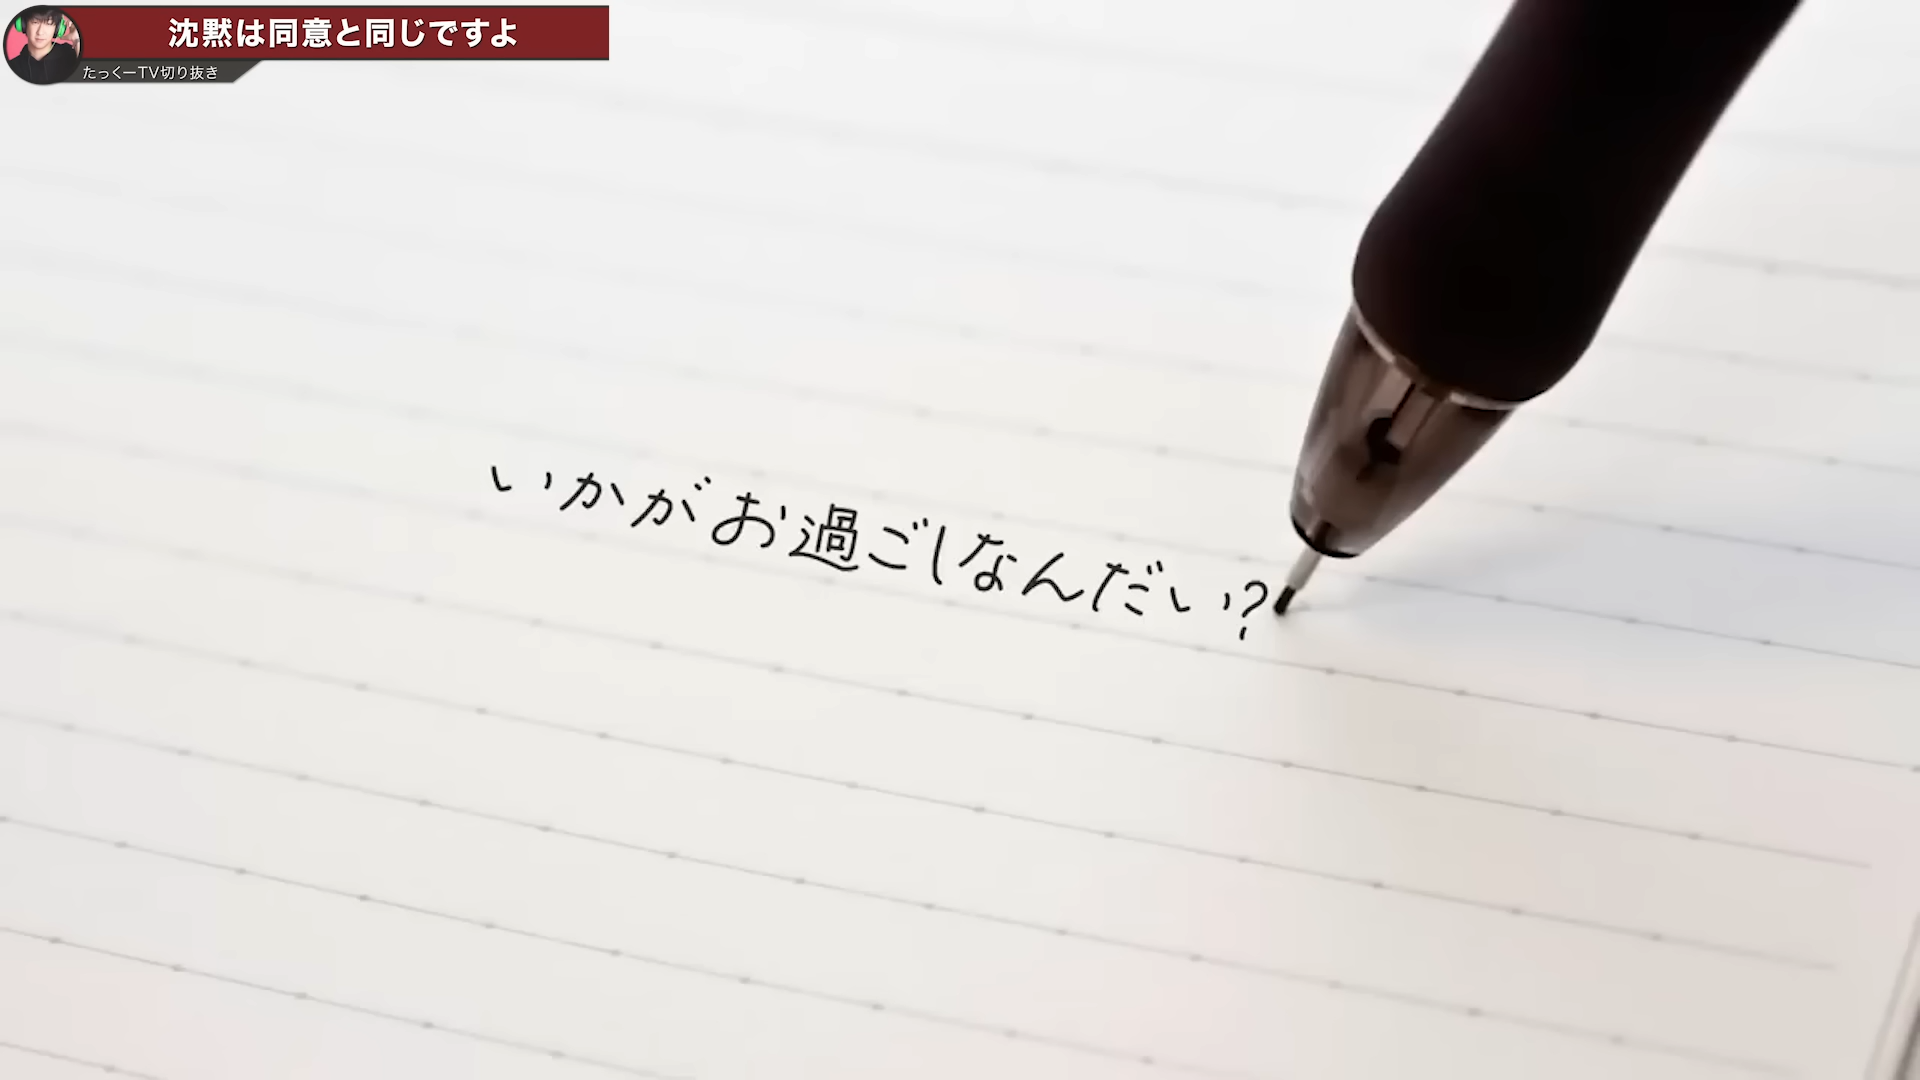 沈黙は同意と同じですよ
たっくーTV切り抜き
いかがお過ごしなんだい?